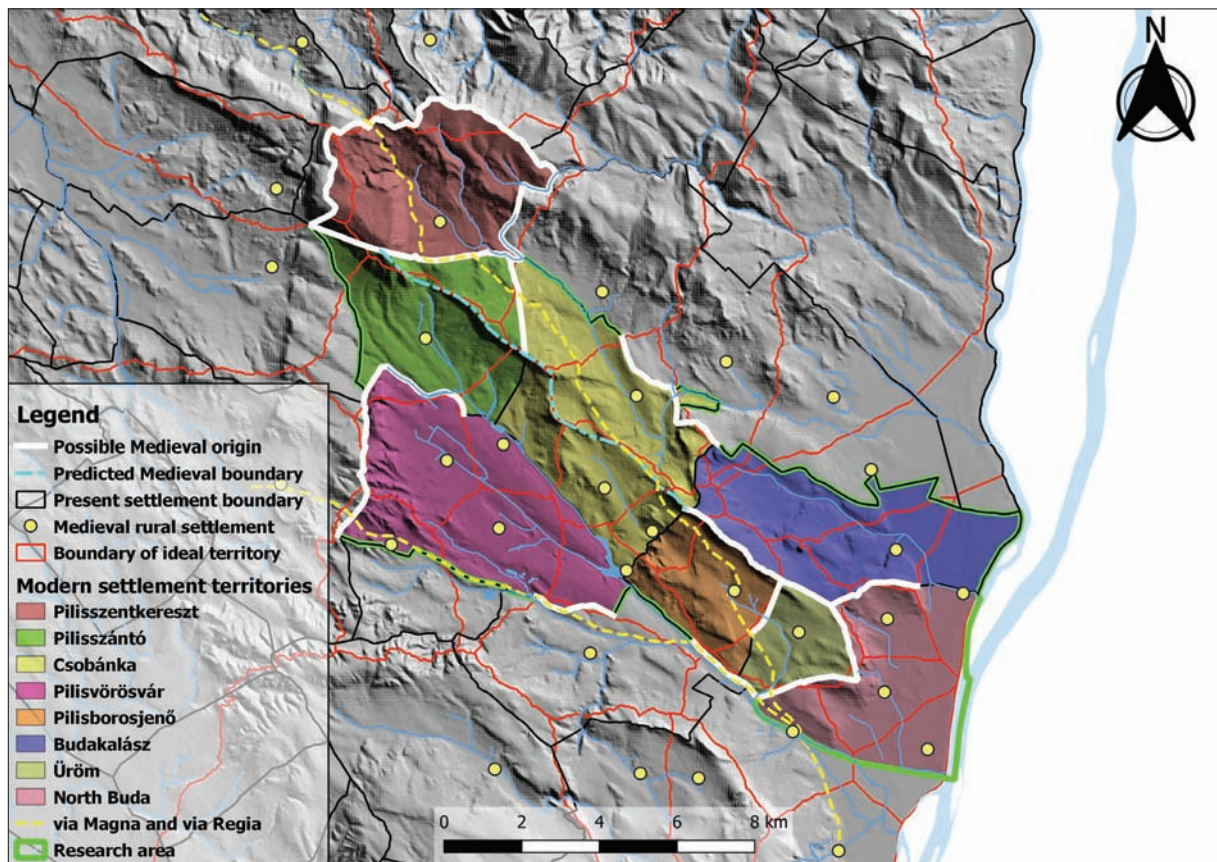 N
Legend
Possible Medieval origin
Predicted Medieval boundary
Present settlement boundary
Medieval rural settlement
Boundary of ideal territory
Modern settlement territories
Pilisszentkereszt
Pilisszántó
Csobánka
Pilisvörösvár
Pilisborosjenő
Budakalász
Üröm
North Buda
via Magna and via Regia
Research area
0 2 4 6 8 km